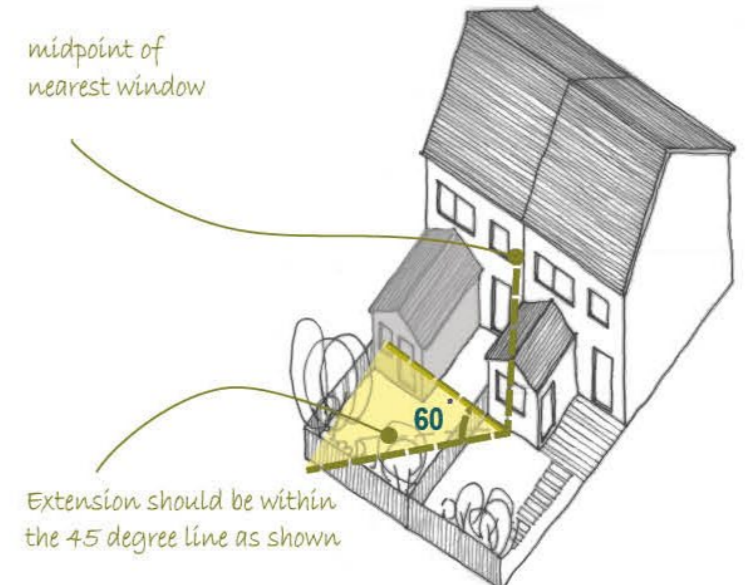 midpoint of
nearest window
60°
Extension should be within
the 45 degree line as shown